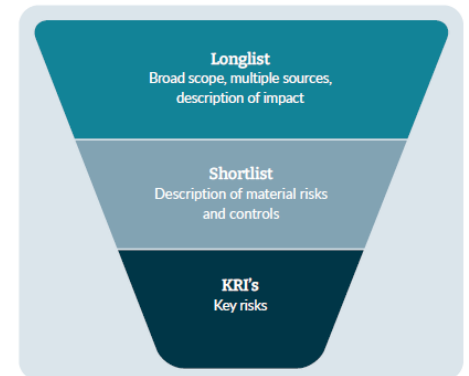 Longlist
Broad scope, multiple sources,
description of impact
Shortlist
Description of material risks
and controls
KRI's
Key risks